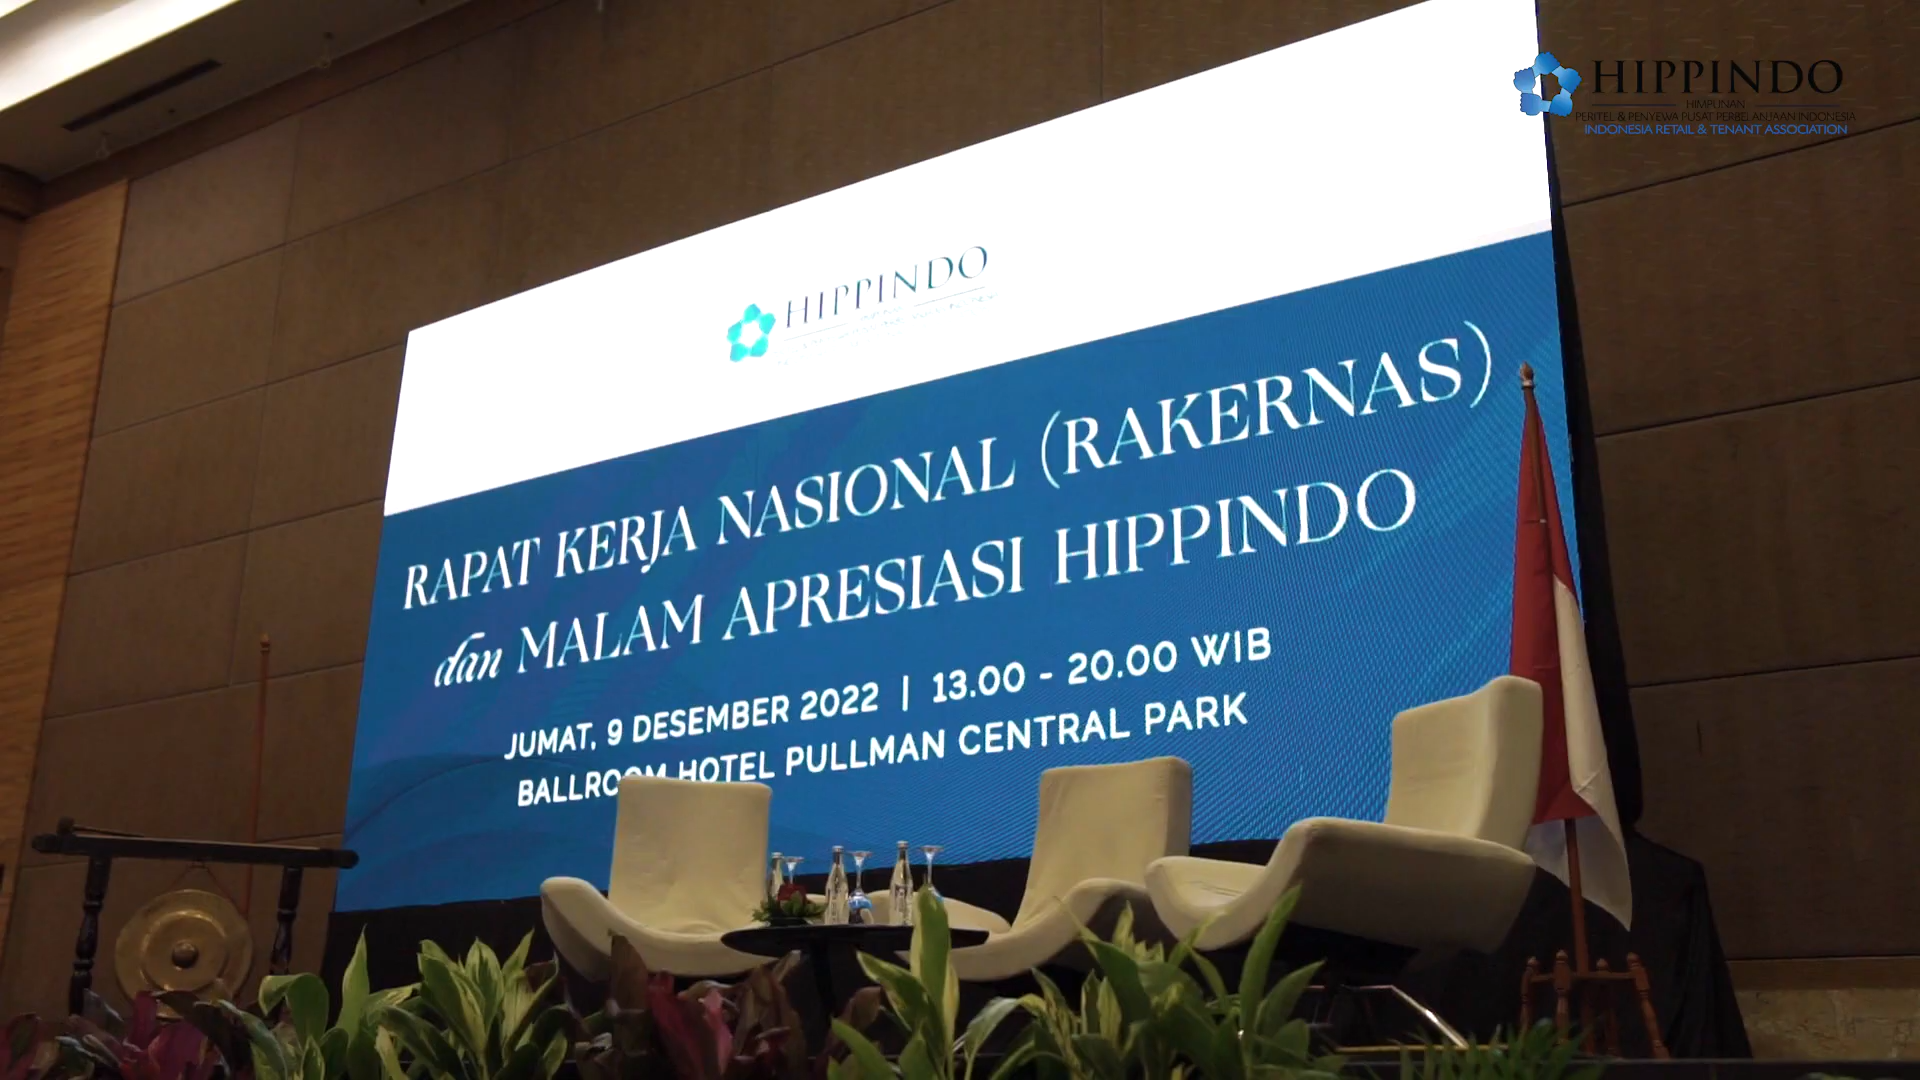 HIPPINDO
HIMPUNAN
PERITEL & PENYEWA PUSAT PERBELANJAAN INDONESIA
INDONESIA RETAIL & TENANT ASSOCIATION
HIPPINDO
RAPAT KERJA NASIONAL (RAKERNAS)
dan MALAM APRESIASI HIPPINDO
JUMAT, 9 DESEMBER 2022 | 13.00 - 20.00 WIB
BALLROOM HOTEL PULLMAN CENTRAL PARK